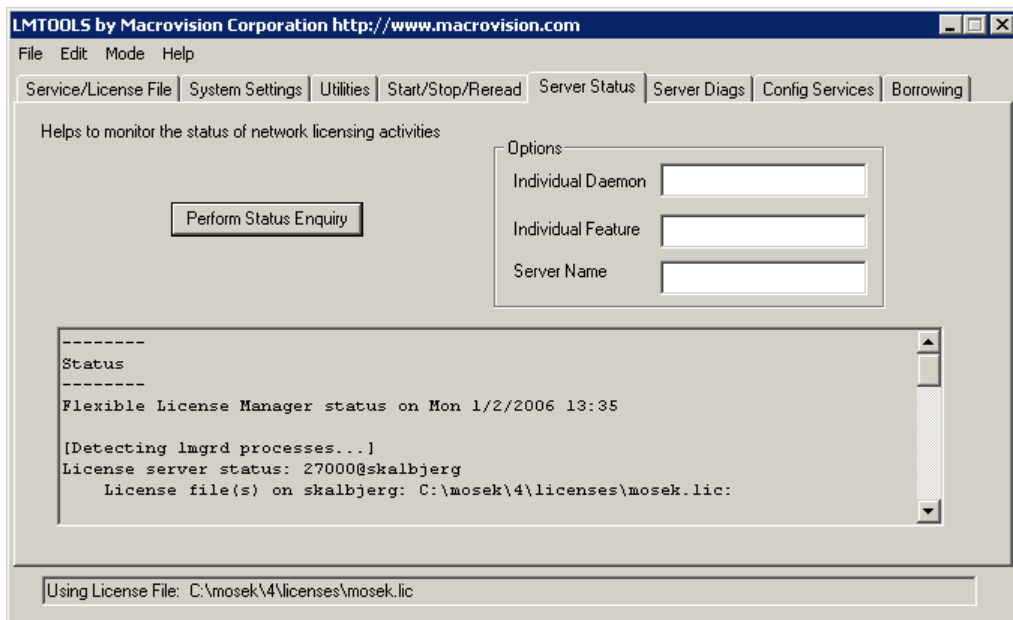 LMTOOLS by Macrovision Corporation http://www.macrovision.com
File Edit Mode Help
Service/License File System Settings Utilities Start/Stop/Reread Server Status Server Diags Config Services Borrowing
Helps to monitor the status of network licensing activities
Options
Individual Daemon
Perform Status Enquiry
Individual Feature
Server Name
--------
Status
--------
Flexible License Manager status on Mon 1/2/2006 13:35
[Detecting lmgrd processes...]
License server status: 27000@skalbjerg
License file(s) on skalbjerg: C:\mosek\4\licenses\mosek.lic:
Using License File: C:\mosek\4\licenses\mosek.lic